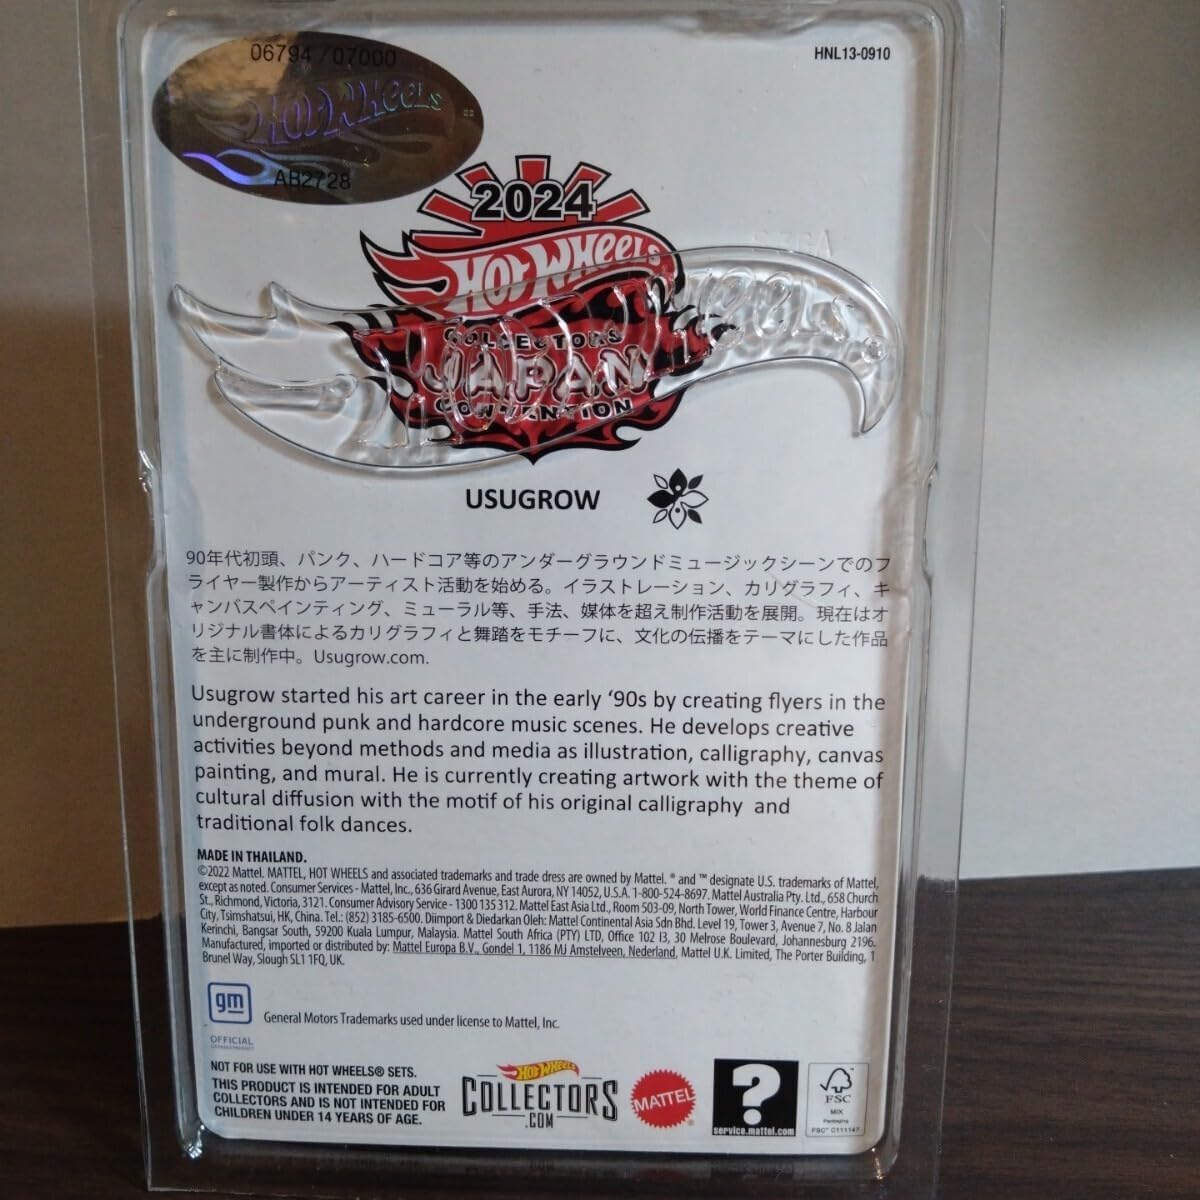 06794 / 07000
HNL13-0910
Hot Wheels
AB2728
2024
Hot Wheels
COLLECTORS
JAPAN
CONVENTION
USUGROW
90年代初頭、パンク、ハードコア等のアンダーグラウンドミュージックシーンでのフ
ライヤー製作からアーティスト活動を始める。イラストレーション、カリグラフィ、キ
ャンバスペインティング、ミューラル等、手法、媒体を超え制作活動を展開。現在はオ
リジナル書体によるカリグラフィと舞踏をモチーフに、文化の伝播をテーマにした作品
を主に制作中。Usugrow.com.
Usugrow started his art career in the early ‘90s by creating flyers in the
underground punk and hardcore music scenes. He develops creative
activities beyond methods and media as illustration, calligraphy, canvas
painting, and mural. He is currently creating artwork with the theme of
cultural diffusion with the motif of his original calligraphy and
traditional folk dances.
MADE IN THAILAND.
©2022 Mattel. MATTEL, HOT WHEELS and associated trademarks and trade dress are owned by Mattel. ® and ™ designate U.S. trademarks of Mattel,
except as noted. Consumer Services - Mattel, Inc., 636 Girard Avenue, East Aurora, NY 14052, U.S.A. 1-800-524-8697. Mattel Australia Pty. Ltd., 658 Church
St., Richmond, Victoria, 3121. Consumer Advisory Service - 1300 135 312. Mattel East Asia Ltd., Room 503-09, North Tower, World Finance Centre, Harbour
City, Tsimshatsui, HK, China. Tel.: (852) 3185-6500. Diimport & Diedarkan Oleh: Mattel Continental Asia Sdn Bhd. Level 19, Tower 3, Avenue 7, No. 8 Jalan
Kerinchi, Bangsar South, 59200 Kuala Lumpur, Malaysia. Mattel South Africa (PTY) LTD, Office 102 I3, 30 Melrose Boulevard, Johannesburg 2196.
Manufactured, imported or distributed by: Mattel Europa B.V., Gondel 1, 1186 MJ Amstelveen, Nederland. Mattel U.K. Limited, The Porter Building, 1
Brunel Way, Slough SL1 1FQ, UK.
gm
OFFICIAL
LICENSED PRODUCT
General Motors Trademarks used under license to Mattel, Inc.
NOT FOR USE WITH HOT WHEELS® SETS.
THIS PRODUCT IS INTENDED FOR ADULT
COLLECTORS AND IS NOT INTENDED FOR
CHILDREN UNDER 14 YEARS OF AGE.
Hot Wheels
COLLECTORS
.COM
MATTEL
®
?
service.mattel.com
FSC
MIX
Packaging
FSC™ C111147